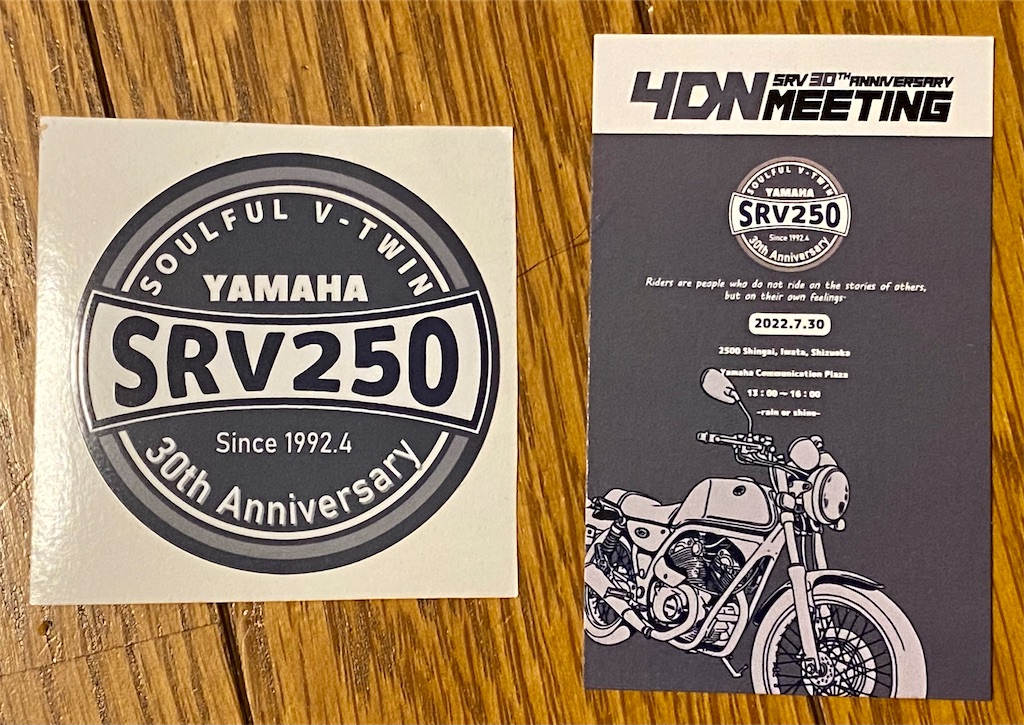 SOULFUL V-TWIN
YAMAHA
SRV250
Since 1992.4
30th Anniversary
4DN SRV 30TH ANNIVERSARY
MEETING
SOULFUL V-TWIN
YAMAHA
SRV250
Since 1992.4
30th Anniversary
Riders are people who do not ride on the stories of others,
but on their own feelings.
2022.7.30
2500 Shingai, Iwata, Shizuoka
Yamaha Communication Plaza
13:00~16:00
-rain or shine-